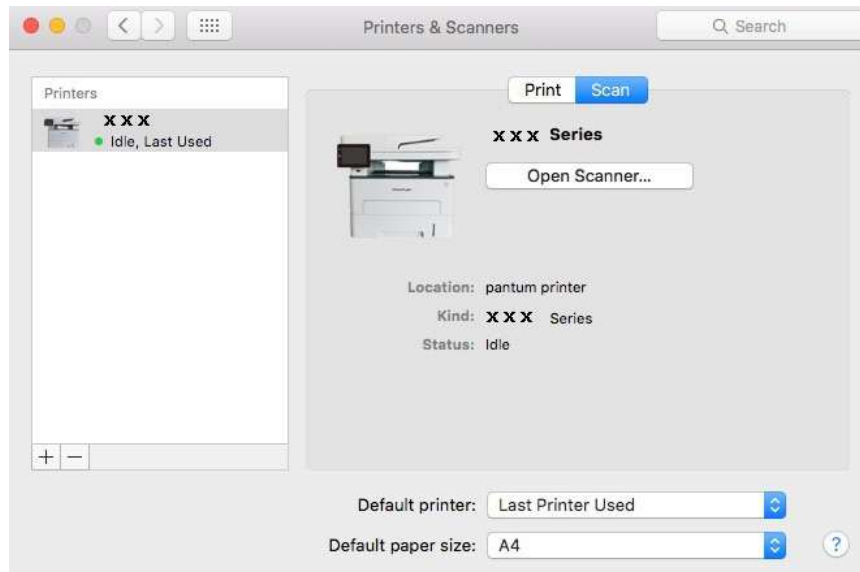 Printers & Scanners
Search
Printers
X X X
Idle, Last Used
Print
Scan
X X X Series
Open Scanner...
Location: pantum printer
Kind: X X X Series
Status: Idle
+ −
Default printer: Last Printer Used
Default paper size: A4
?